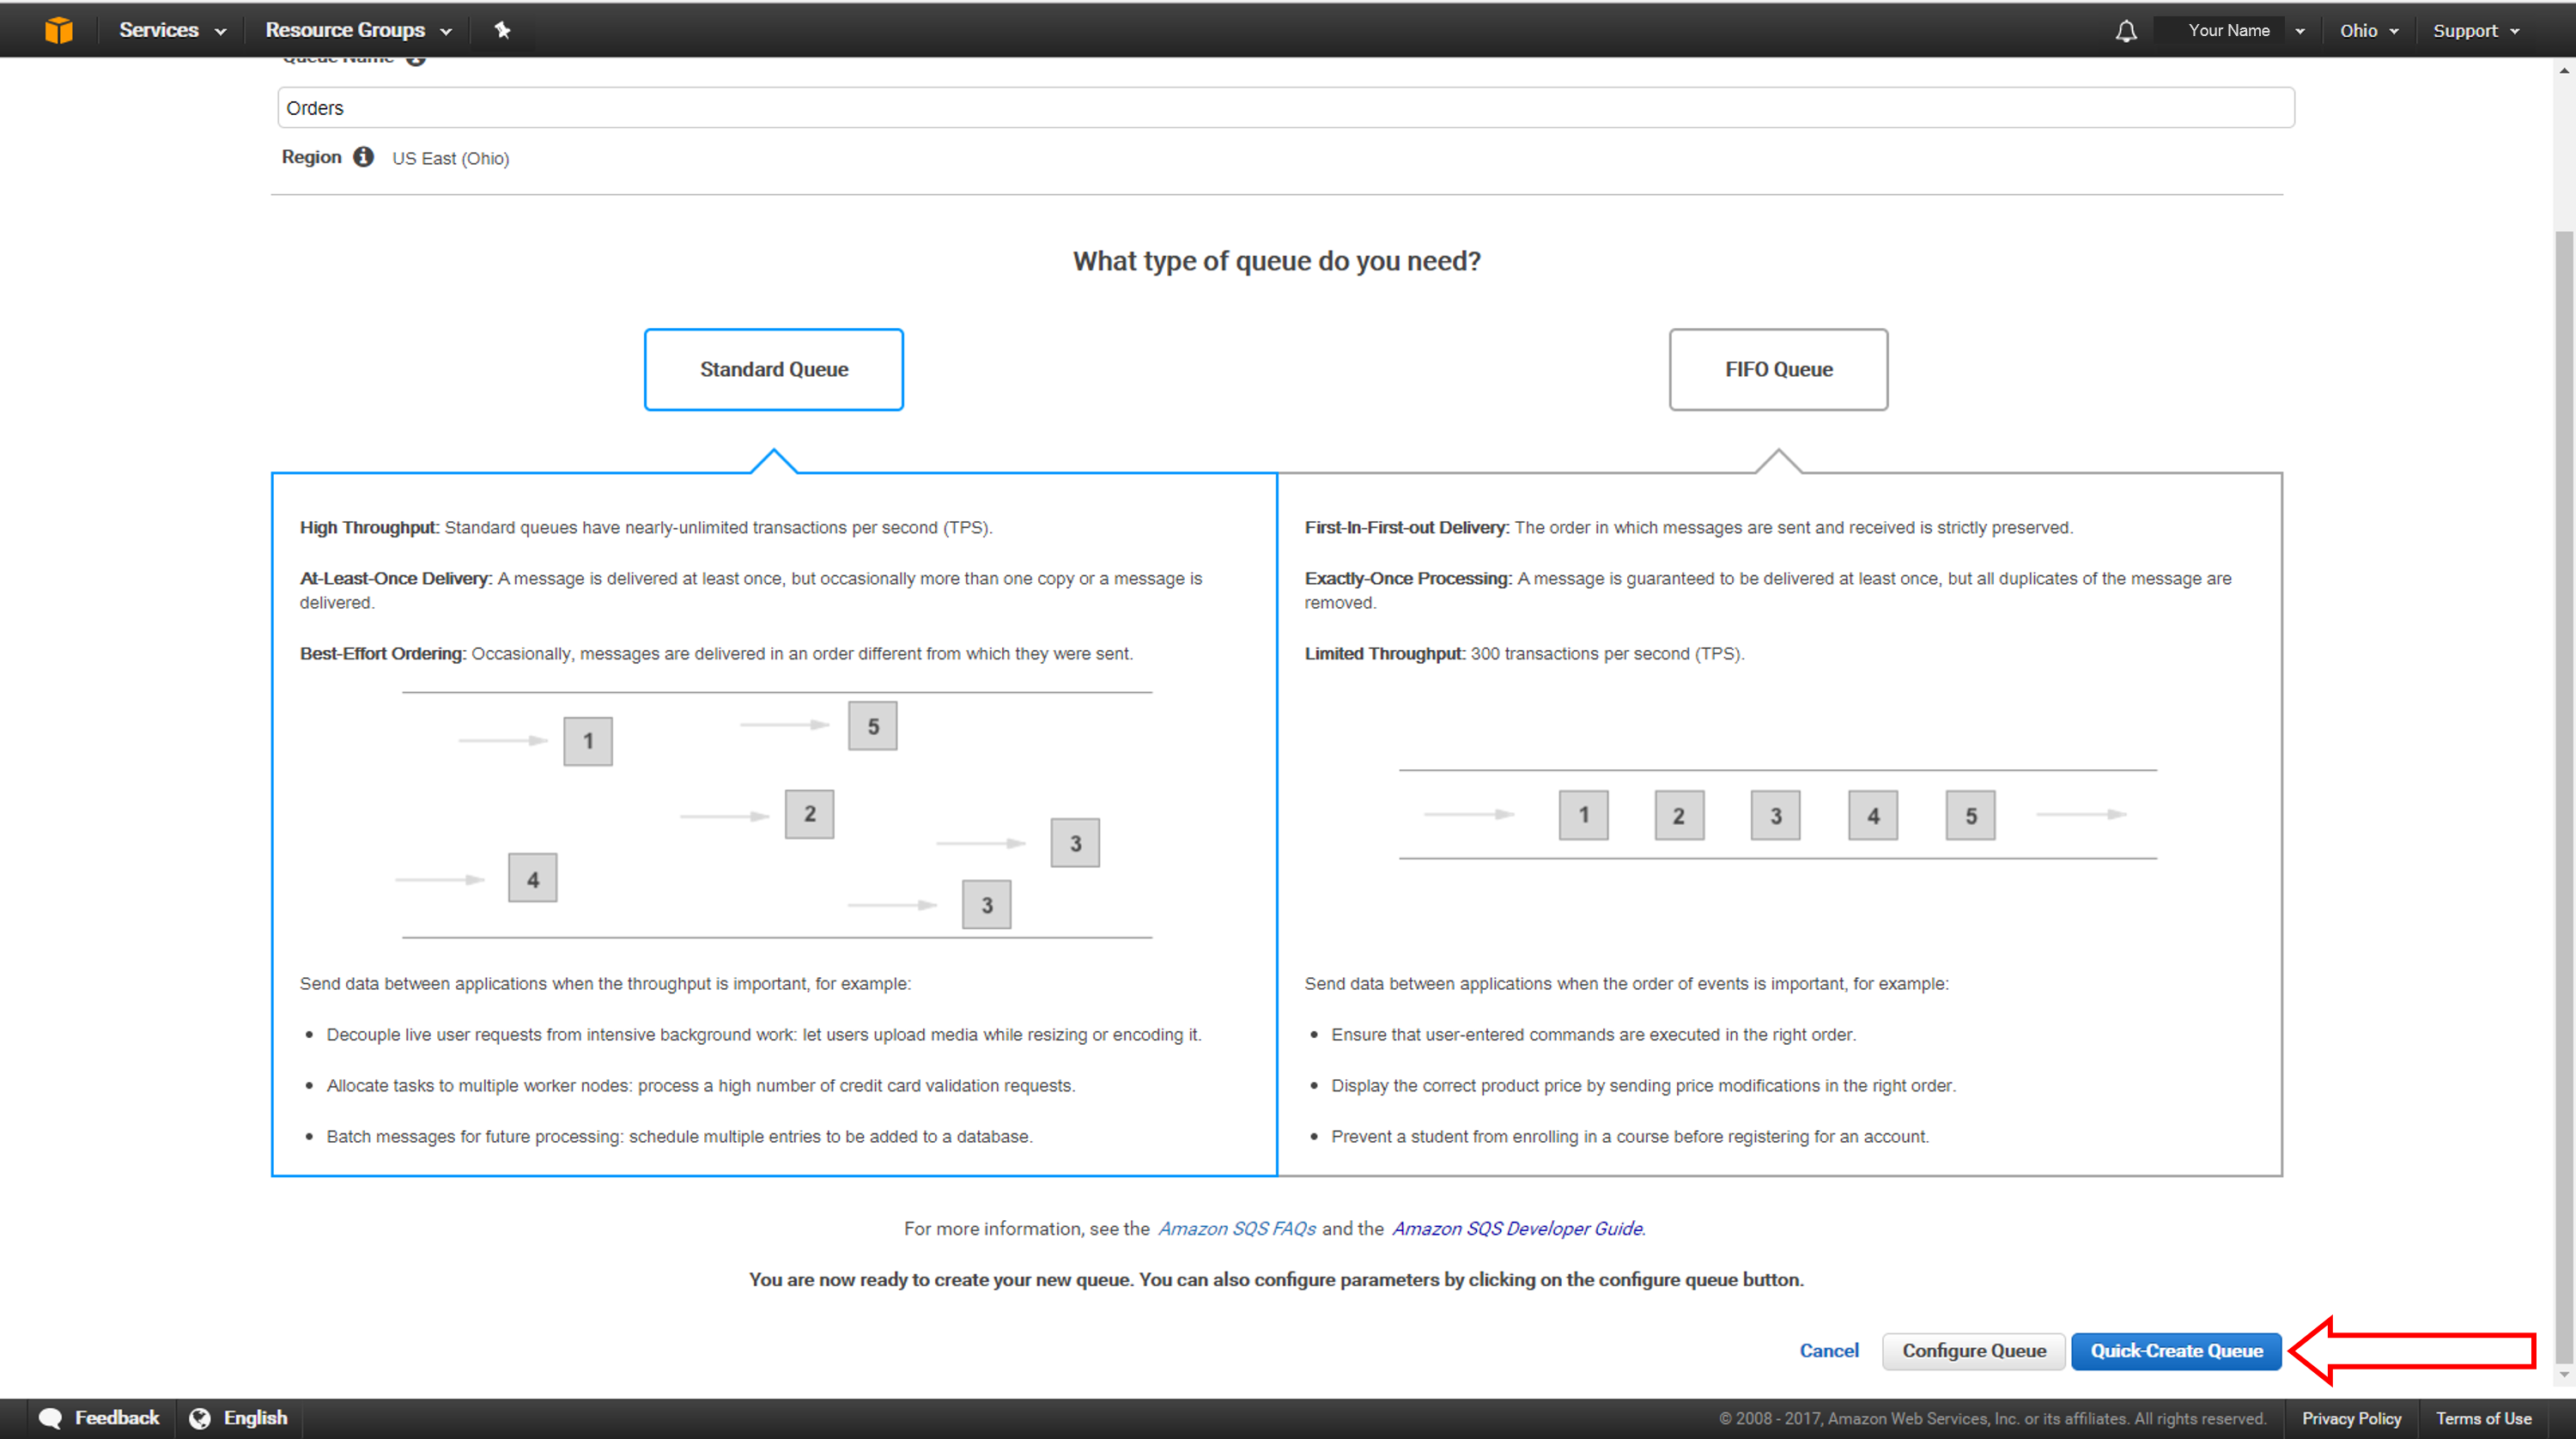 Services
Resource Groups
Your Name
Ohio
Support
Queue Name
Orders
Region US East (Ohio)
What type of queue do you need?
Standard Queue
FIFO Queue
High Throughput: Standard queues have nearly-unlimited transactions per second (TPS).
At-Least-Once Delivery: A message is delivered at least once, but occasionally more than one copy or a message is
delivered.
Best-Effort Ordering: Occasionally, messages are delivered in an order different from which they were sent.
1
5
2
3
4
3
Send data between applications when the throughput is important, for example:
• Decouple live user requests from intensive background work: let users upload media while resizing or encoding it.
• Allocate tasks to multiple worker nodes: process a high number of credit card validation requests.
• Batch messages for future processing: schedule multiple entries to be added to a database.
First-In-First-out Delivery: The order in which messages are sent and received is strictly preserved.
Exactly-Once Processing: A message is guaranteed to be delivered at least once, but all duplicates of the message are
removed.
Limited Throughput: 300 transactions per second (TPS).
1 2 3 4 5
Send data between applications when the order of events is important, for example:
• Ensure that user-entered commands are executed in the right order.
• Display the correct product price by sending price modifications in the right order.
• Prevent a student from enrolling in a course before registering for an account.
For more information, see the Amazon SQS FAQs and the Amazon SQS Developer Guide.
You are now ready to create your new queue. You can also configure parameters by clicking on the configure queue button.
Cancel
Configure Queue
Quick-Create Queue
Feedback
English
© 2008 - 2017, Amazon Web Services, Inc. or its affiliates. All rights reserved.
Privacy Policy
Terms of Use